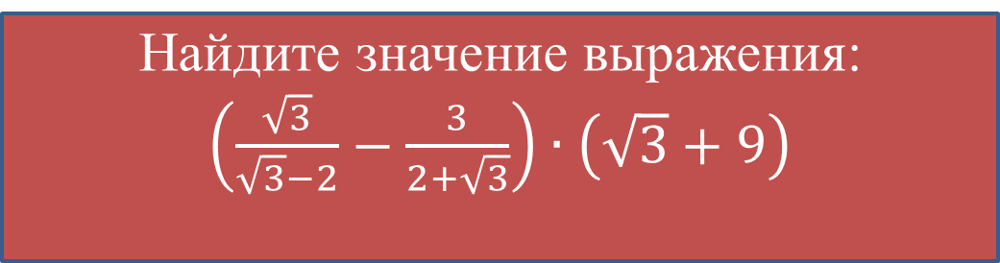 Найдите значение выражения:
(√3/(√3−2) − 3/(2+√3)) · (√3 + 9)